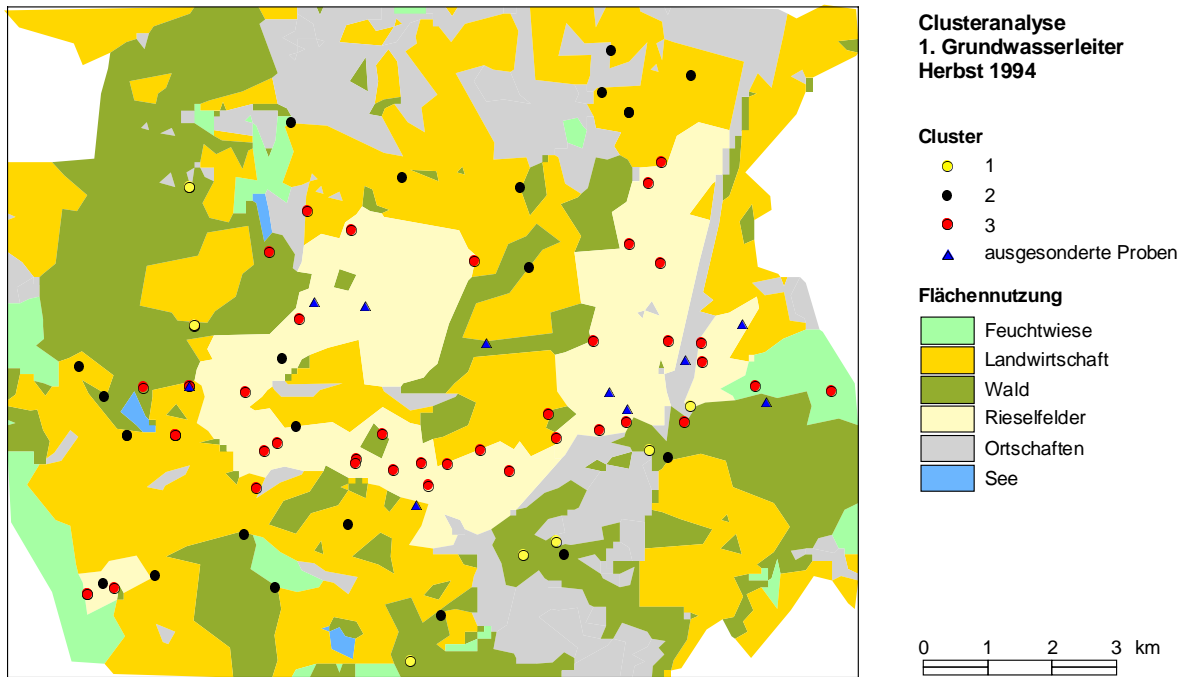 Clusteranalyse
1. Grundwasserleiter
Herbst 1994
Cluster
1
2
3
ausgesonderte Proben
Flächennutzung
Feuchtwiese
Landwirtschaft
Wald
Rieselfelder
Ortschaften
See
0 1 2 3 km